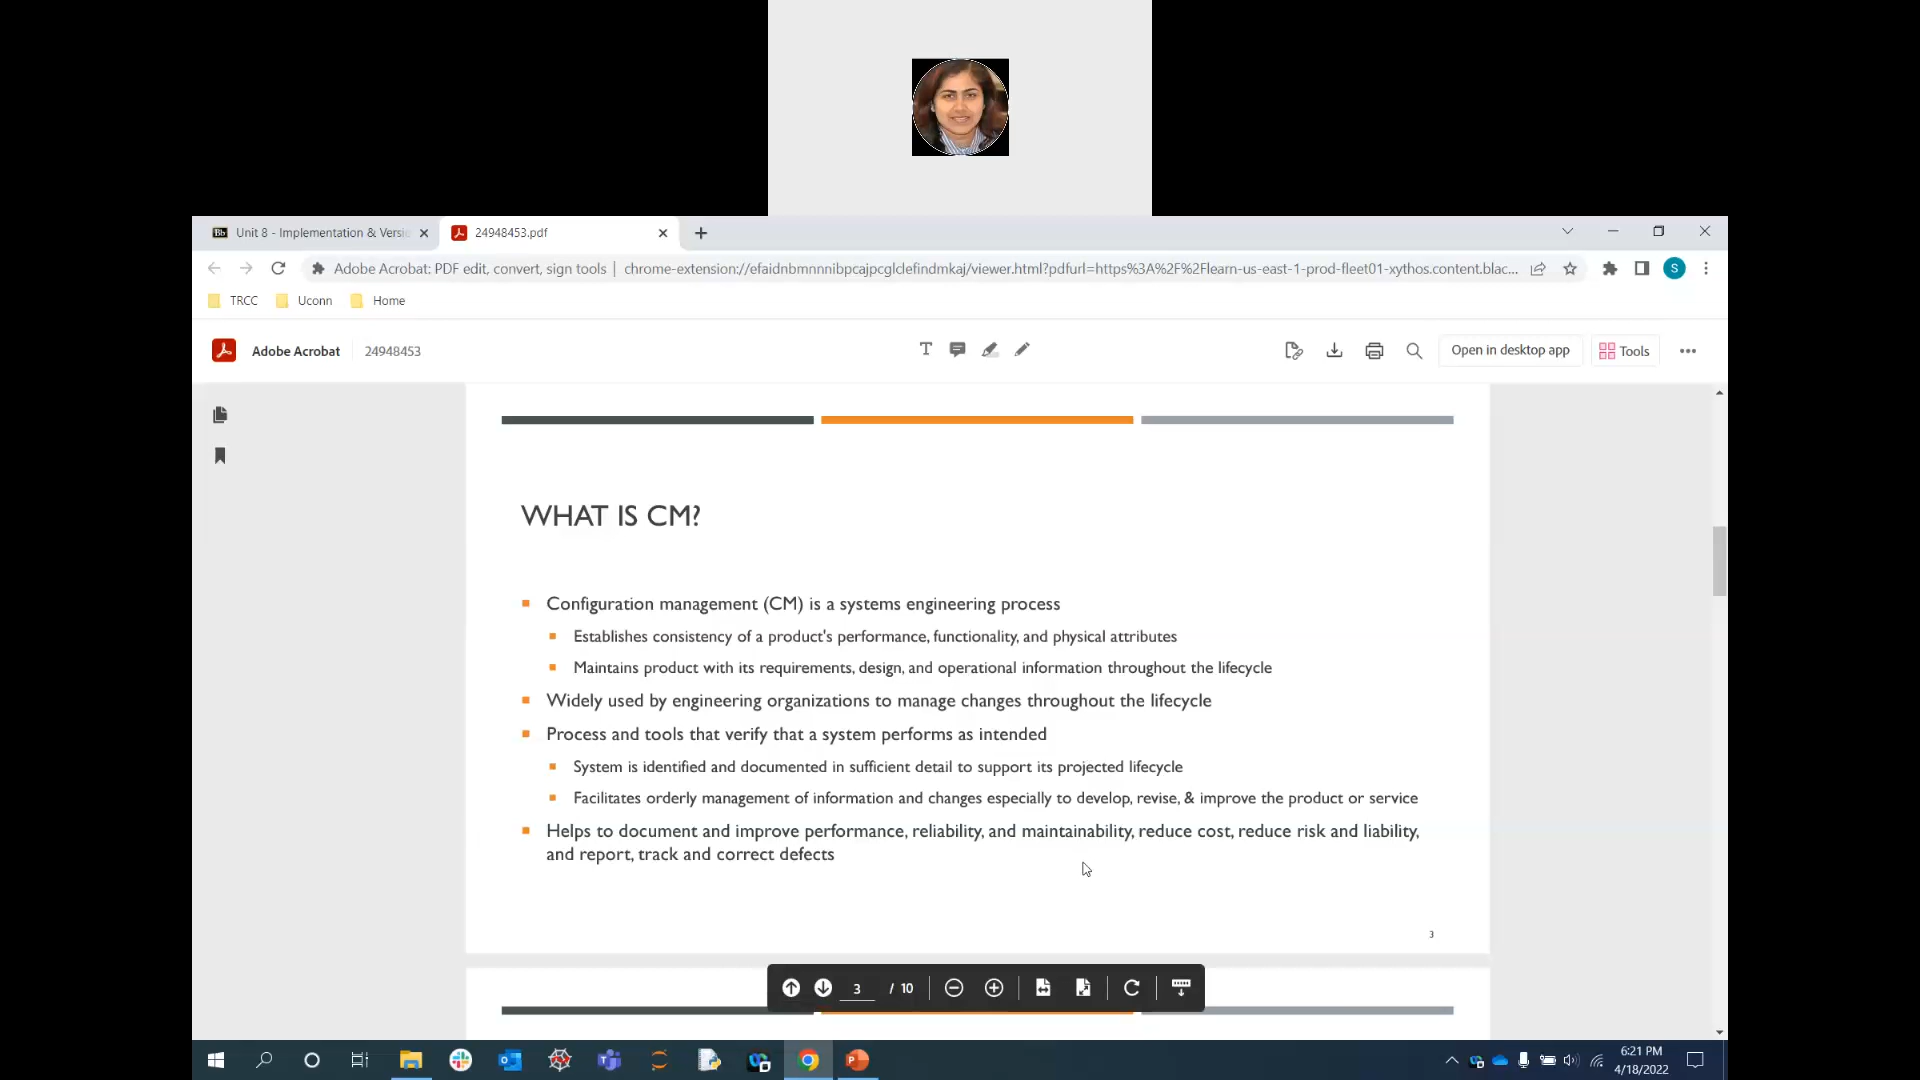 Bb Unit 8 - Implementation & Versi
24948453.pdf
Adobe Acrobat: PDF edit, convert, sign tools | chrome-extension://efaidnbmnnnibpcajpcglclefindmkaj/viewer.html?pdfurl=https%3A%2F%2Flearn-us-east-1-prod-fleet01-xythos.content.blac...
S
TRCC Uconn Home
Adobe Acrobat 24948453
Open in desktop app Tools
WHAT IS CM?
Configuration management (CM) is a systems engineering process
Establishes consistency of a product's performance, functionality, and physical attributes
Maintains product with its requirements, design, and operational information throughout the lifecycle
Widely used by engineering organizations to manage changes throughout the lifecycle
Process and tools that verify that a system performs as intended
System is identified and documented in sufficient detail to support its projected lifecycle
Facilitates orderly management of information and changes especially to develop, revise, & improve the product or service
Helps to document and improve performance, reliability, and maintainability, reduce cost, reduce risk and liability,
and report, track and correct defects
3
3 / 10
6:21 PM
4/18/2022